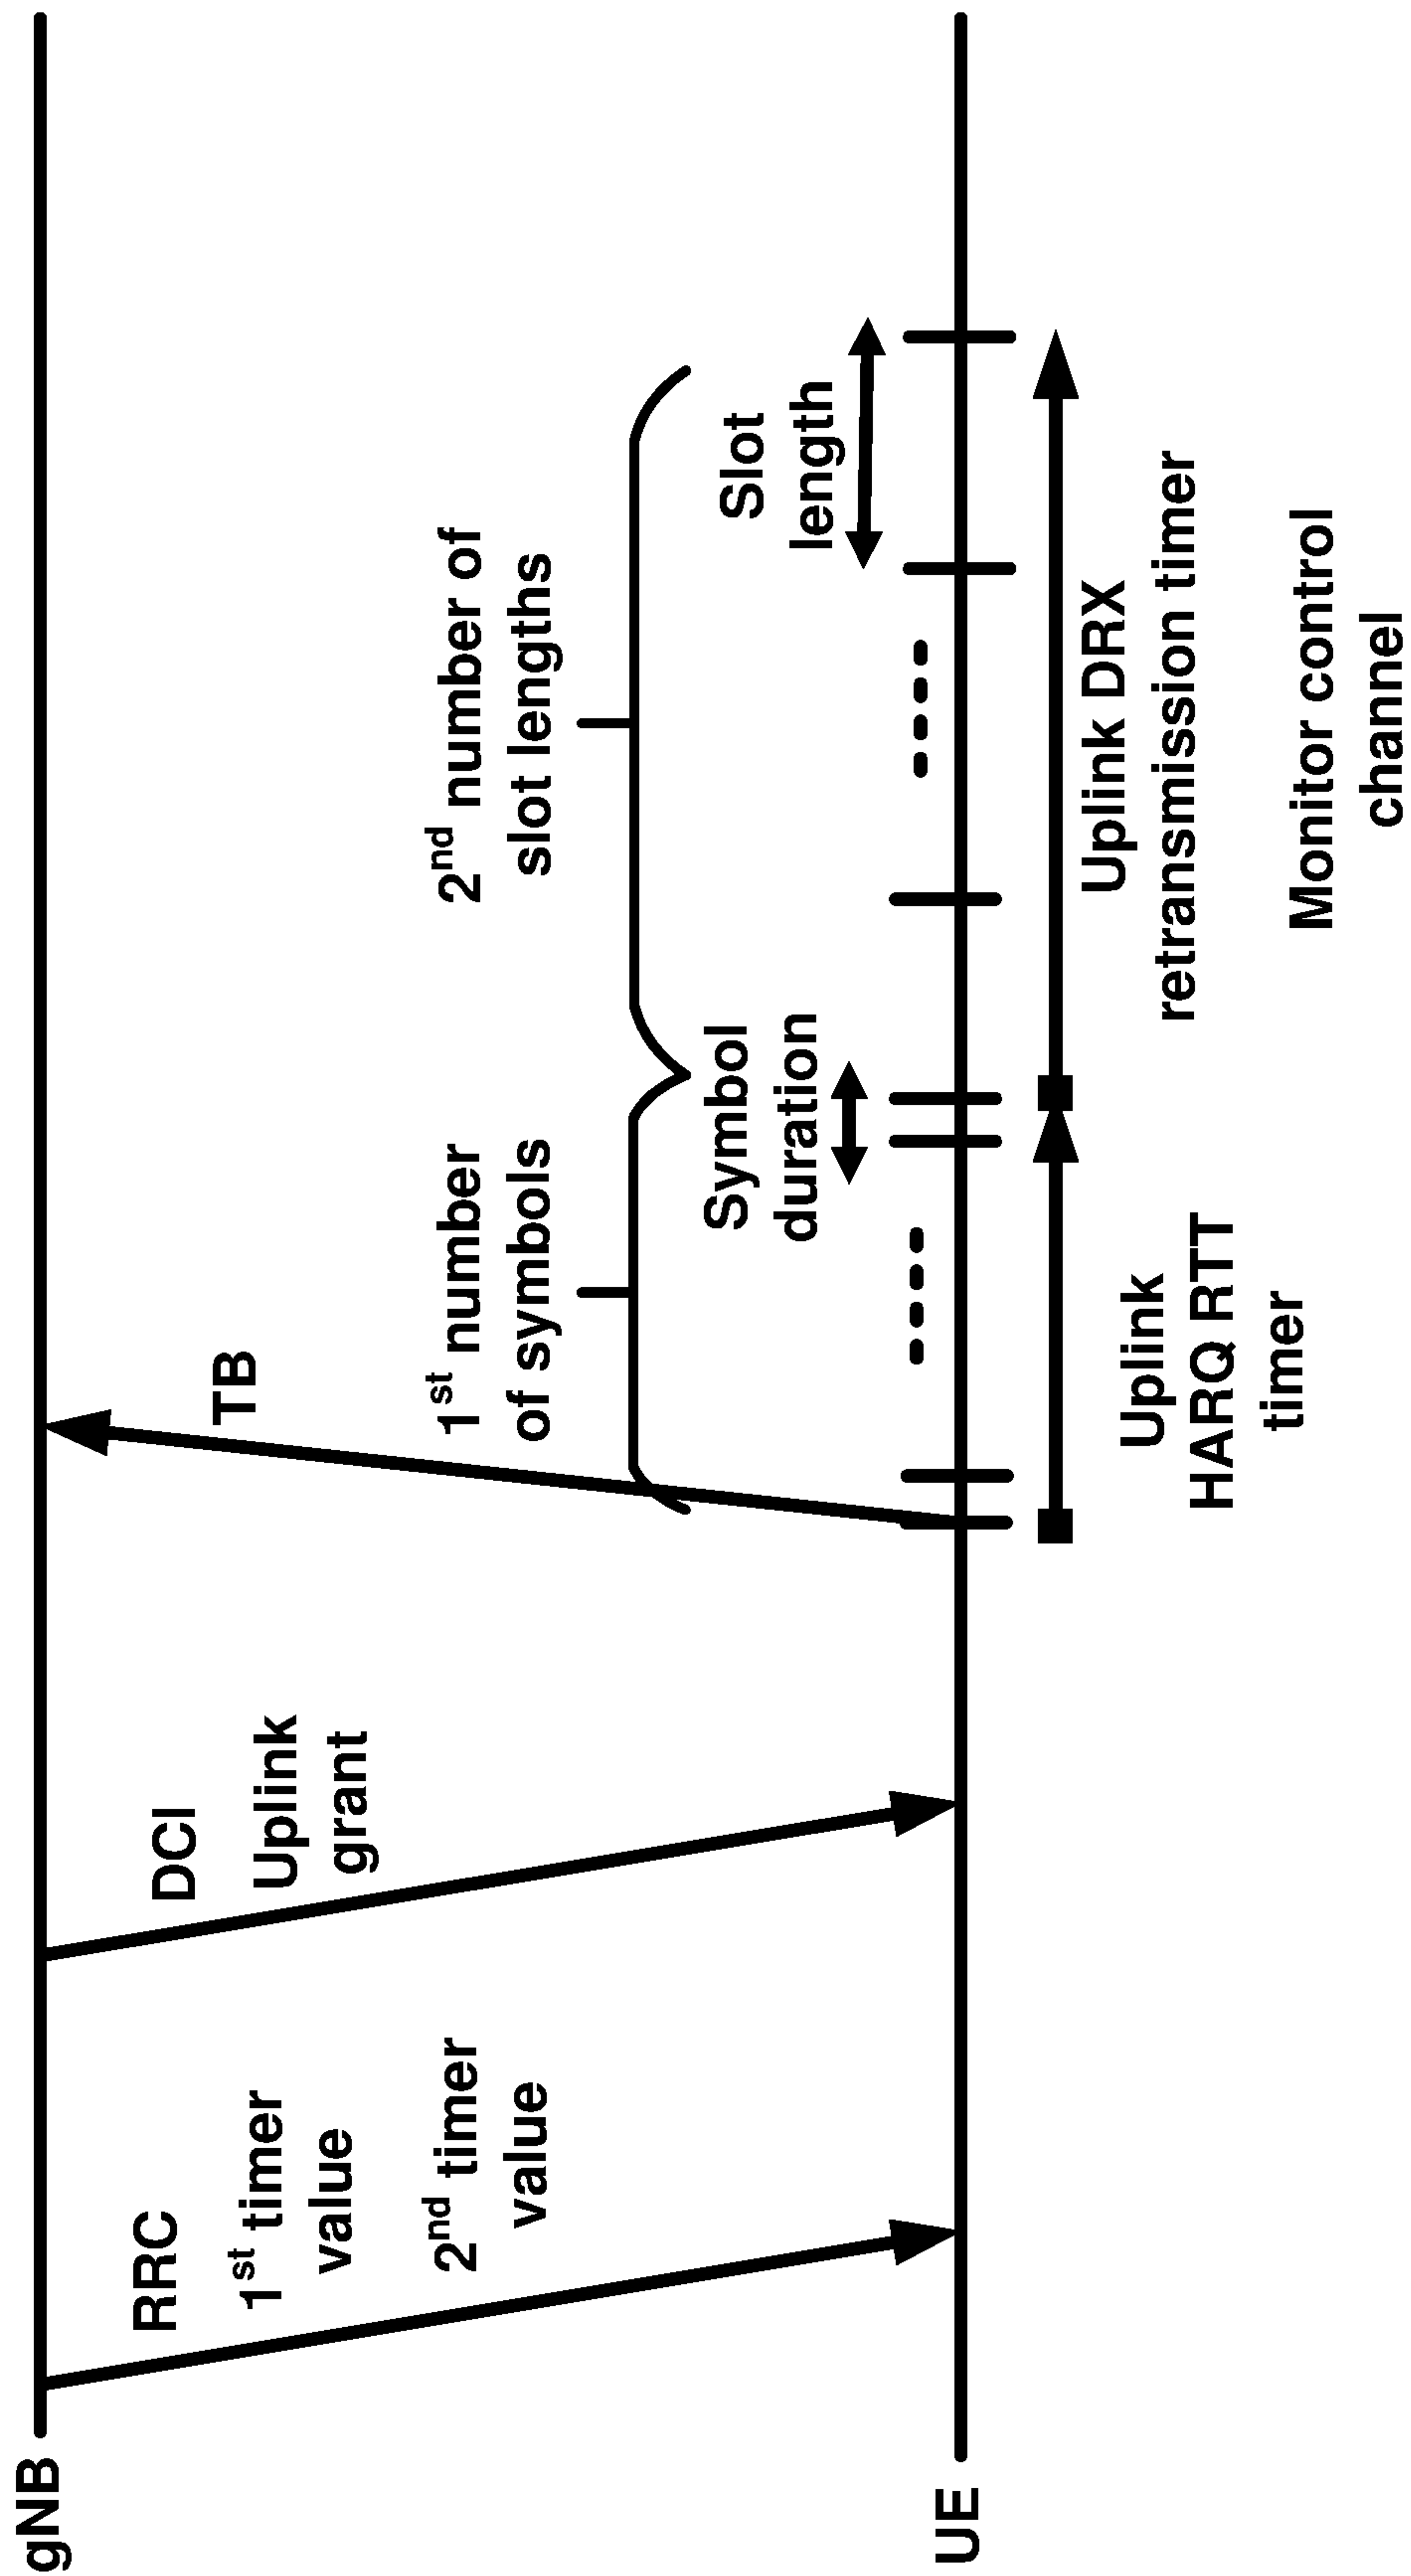 gNB
RRC
1st timer
value
2nd timer
value
DCI
Uplink
grant
TB
1st number
of symbols
2nd number of
slot lengths
Symbol
duration
Slot
length
UE
Uplink
HARQ RTT
timer
Uplink DRX
retransmission timer
Monitor control
channel